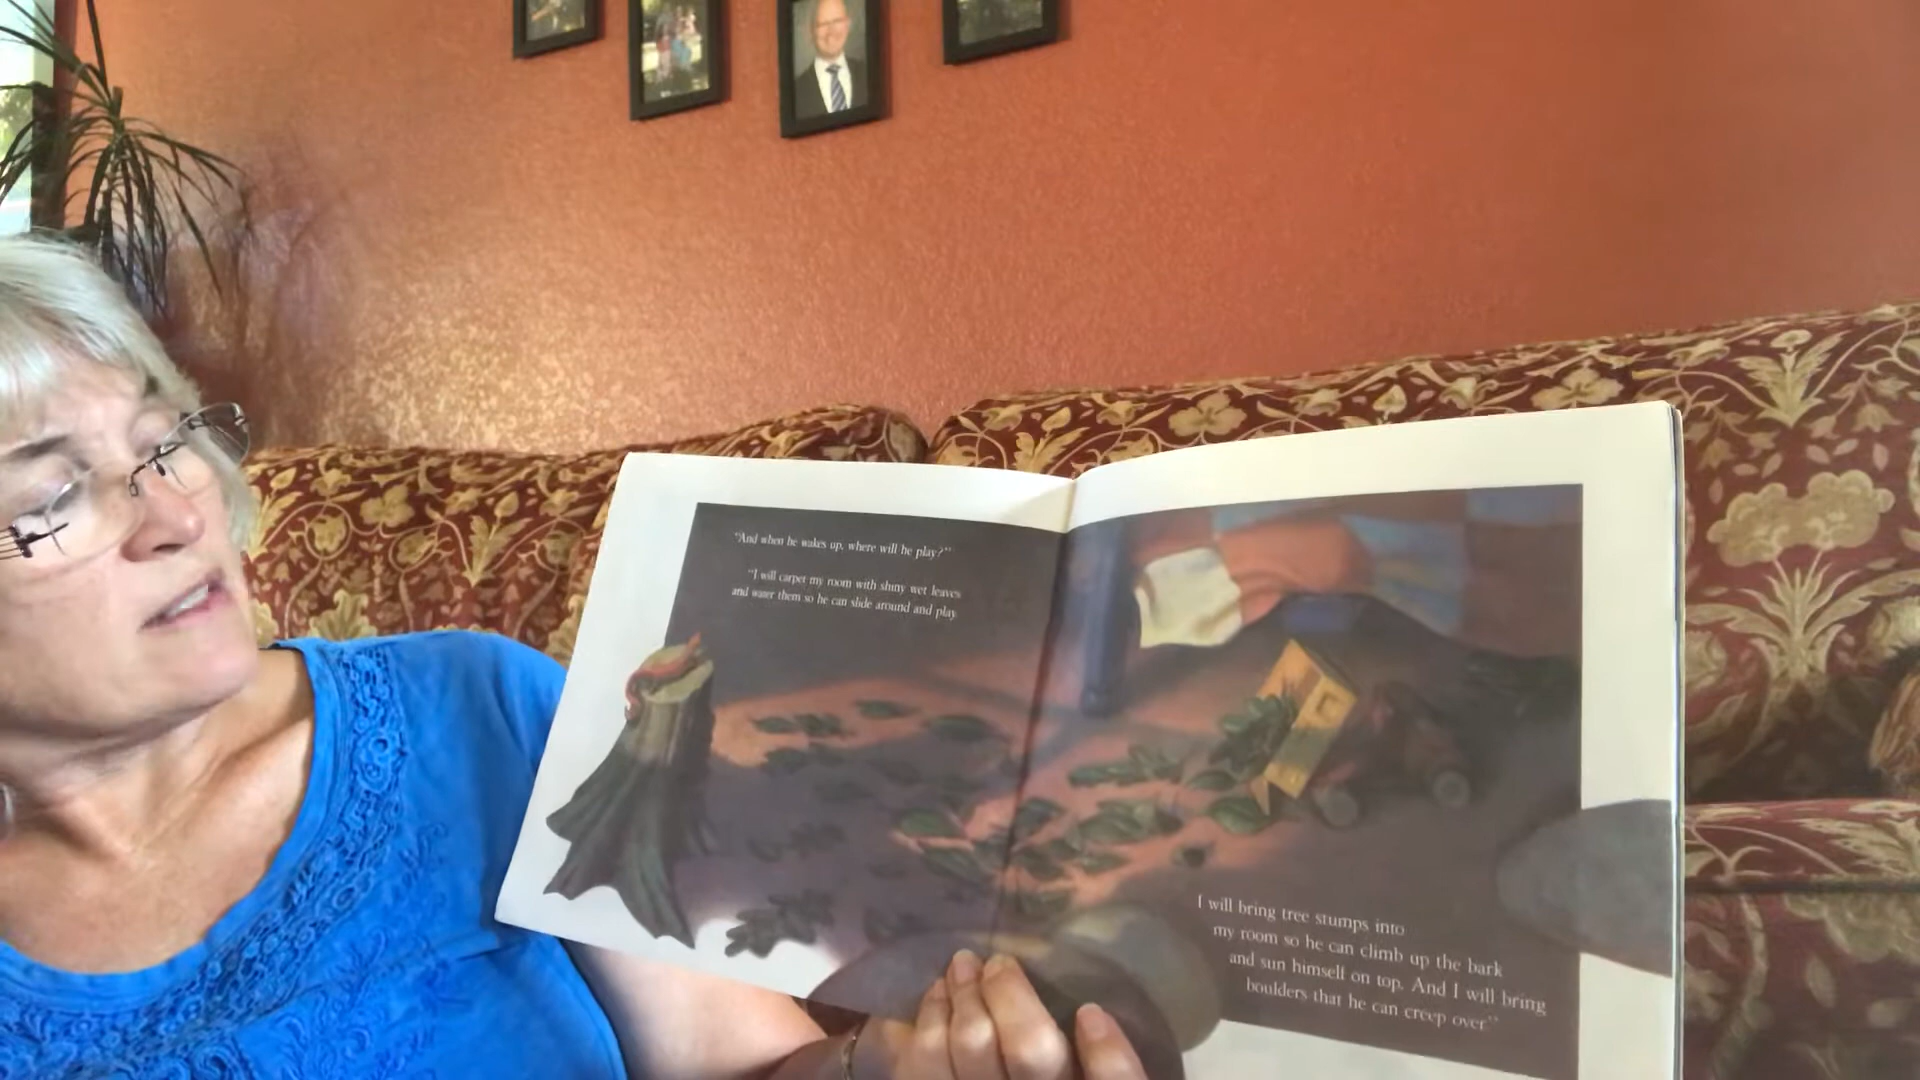 "And when he wakes up, where will he play?"
"I will carpet my room with shiny wet leaves
and water them so he can slide around and play.
I will bring tree stumps into
my room so he can climb up the bark
and sun himself on top. And I will bring
boulders that he can creep over."